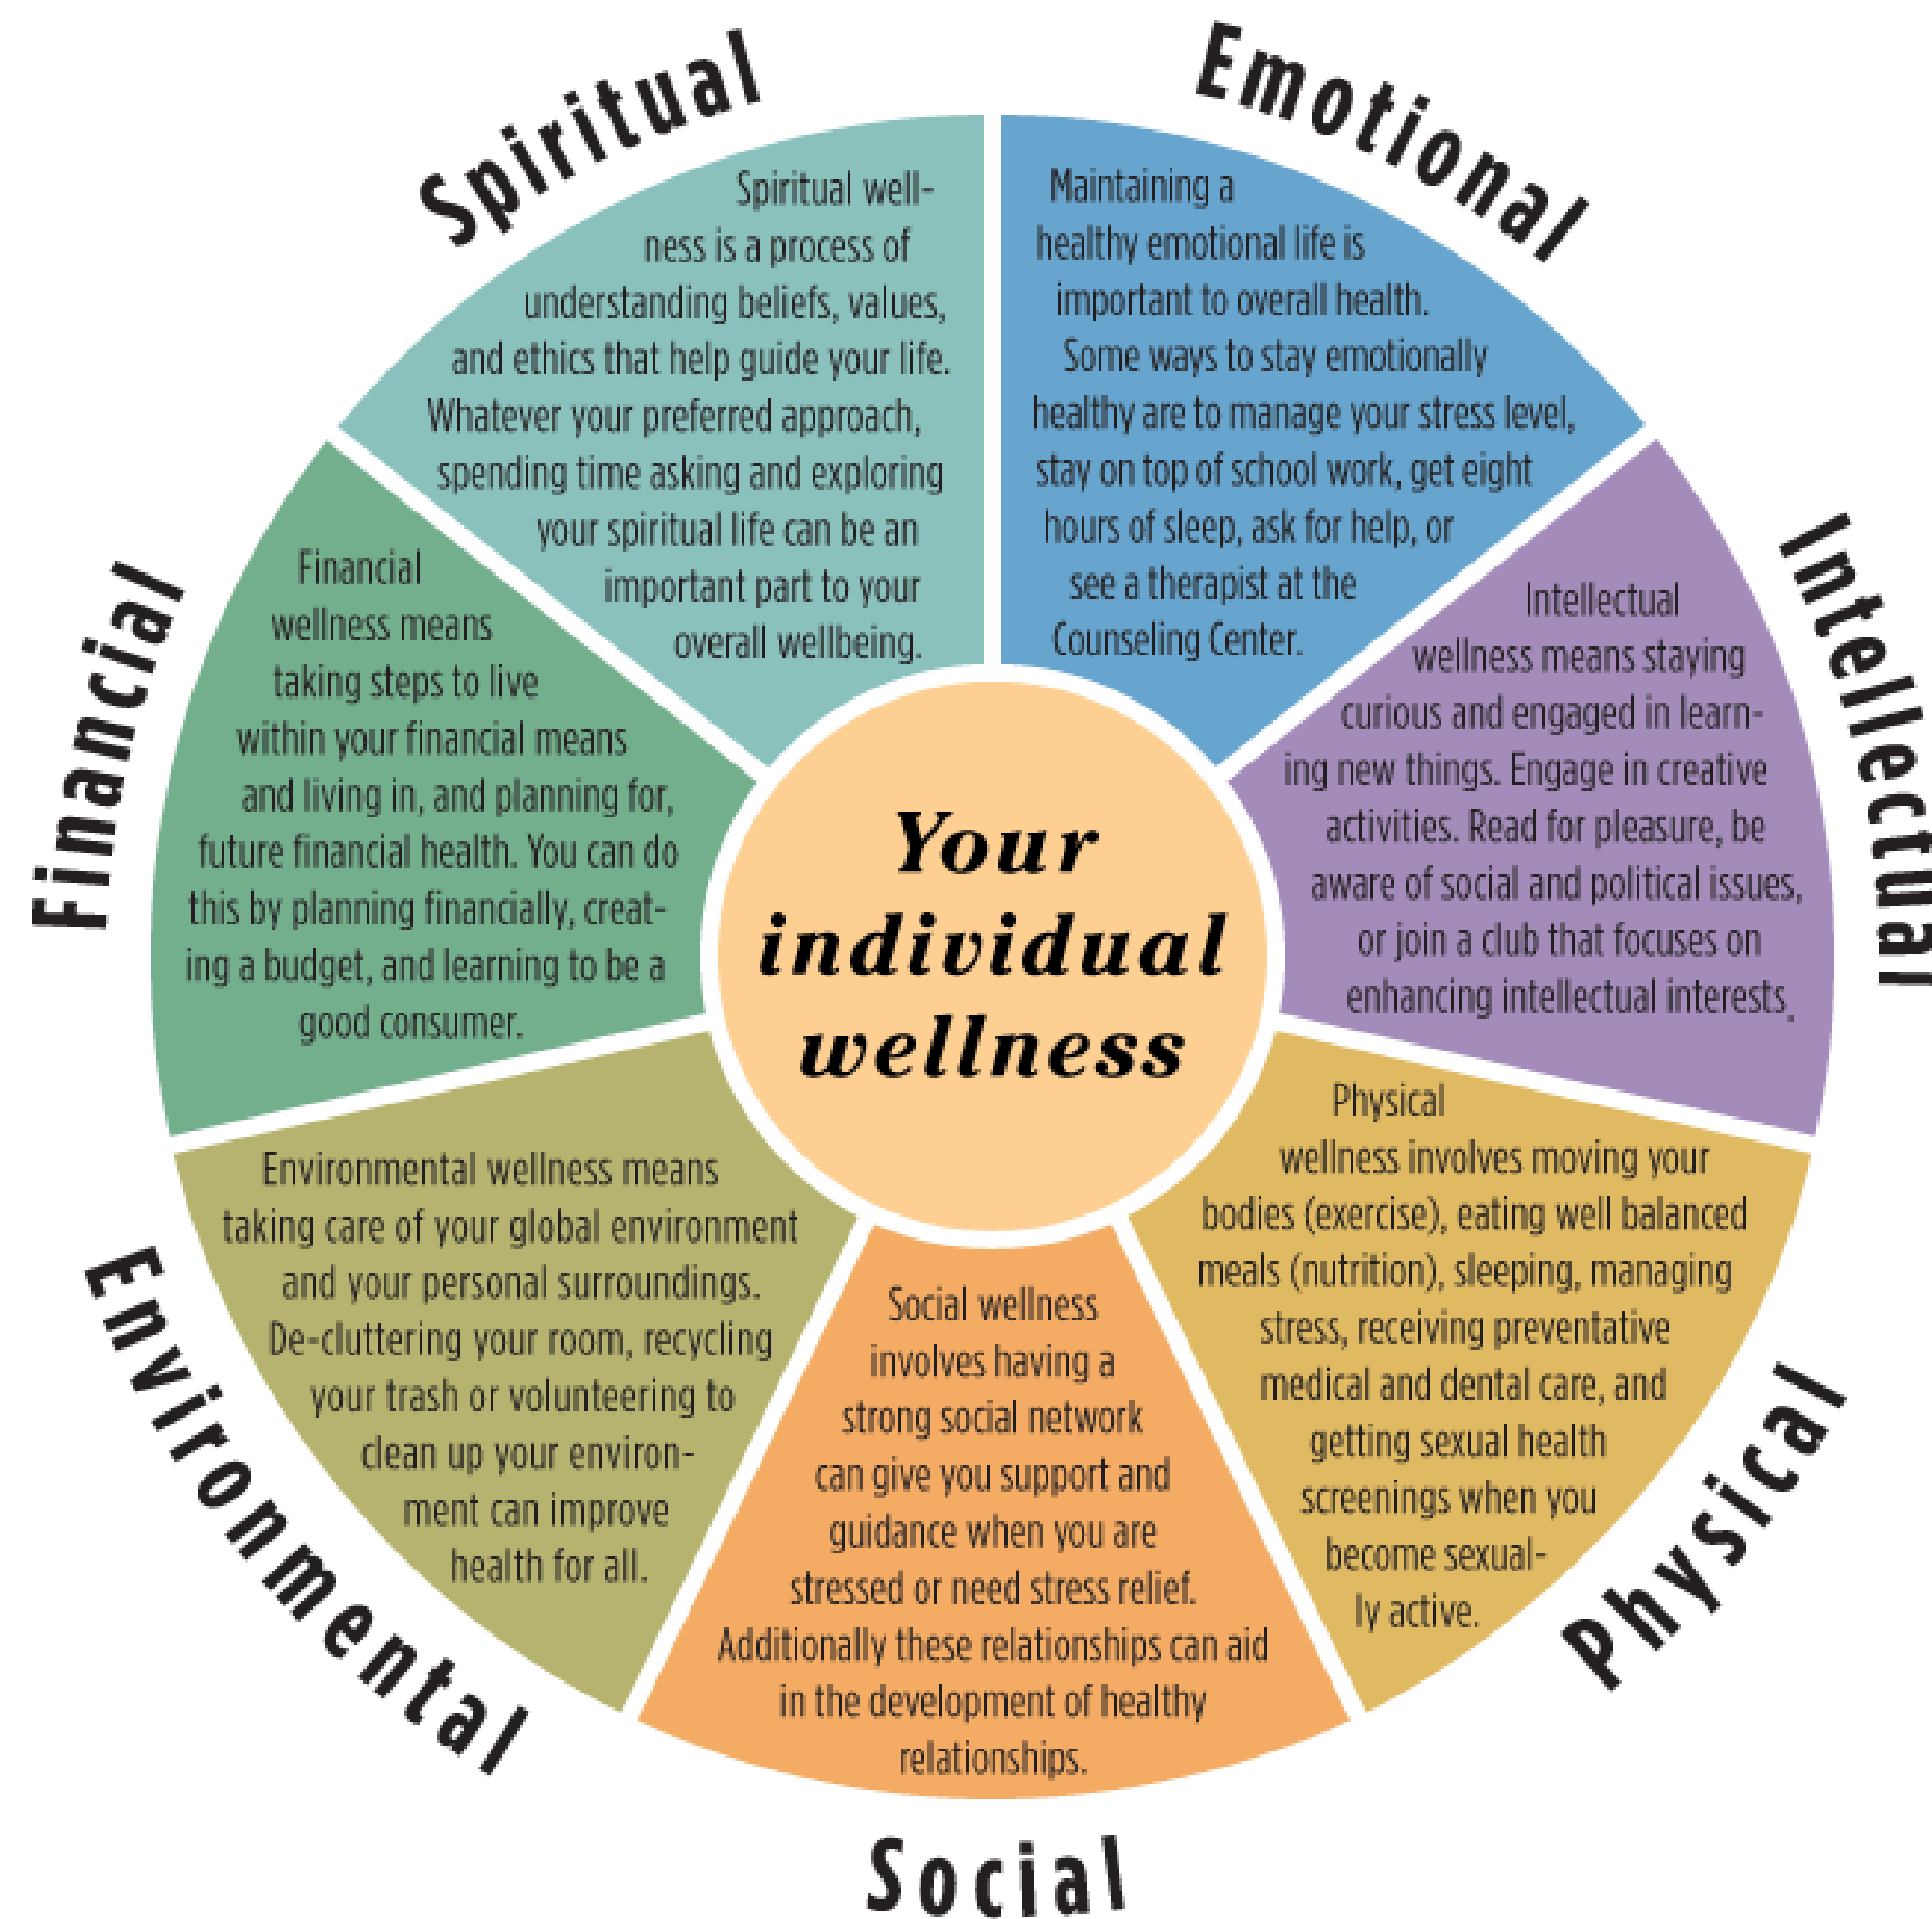 Spiritual
Spiritual well-
ness is a process of
understanding beliefs, values,
and ethics that help guide your life.
Whatever your preferred approach,
spending time asking and exploring
your spiritual life can be an
important part to your
overall wellbeing.
Emotional
Maintaining a
healthy emotional life is
important to overall health.
Some ways to stay emotionally
healthy are to manage your stress level,
stay on top of school work, get eight
hours of sleep, ask for help, or
see a therapist at the
Counseling Center.
Intellectual
Intellectual
wellness means staying
curious and engaged in learn-
ing new things. Engage in creative
activities. Read for pleasure, be
aware of social and political issues,
or join a club that focuses on
enhancing intellectual interests.
Physical
Physical
wellness involves moving your
bodies (exercise), eating well balanced
meals (nutrition), sleeping, managing
stress, receiving preventative
medical and dental care, and
getting sexual health
screenings when you
become sexual-
ly active.
Social
Social wellness
involves having a
strong social network
can give you support and
guidance when you are
stressed or need stress relief.
Additionally these relationships can aid
in the development of healthy
relationships.
Environmental
Environmental wellness means
taking care of your global environment
and your personal surroundings.
De-cluttering your room, recycling
your trash or volunteering to
clean up your environ-
ment can improve
health for all.
Financial
Financial
wellness means
taking steps to live
within your financial means
and living in, and planning for,
future financial health. You can do
this by planning financially, creat-
ing a budget, and learning to be a
good consumer.
Your
individual
wellness